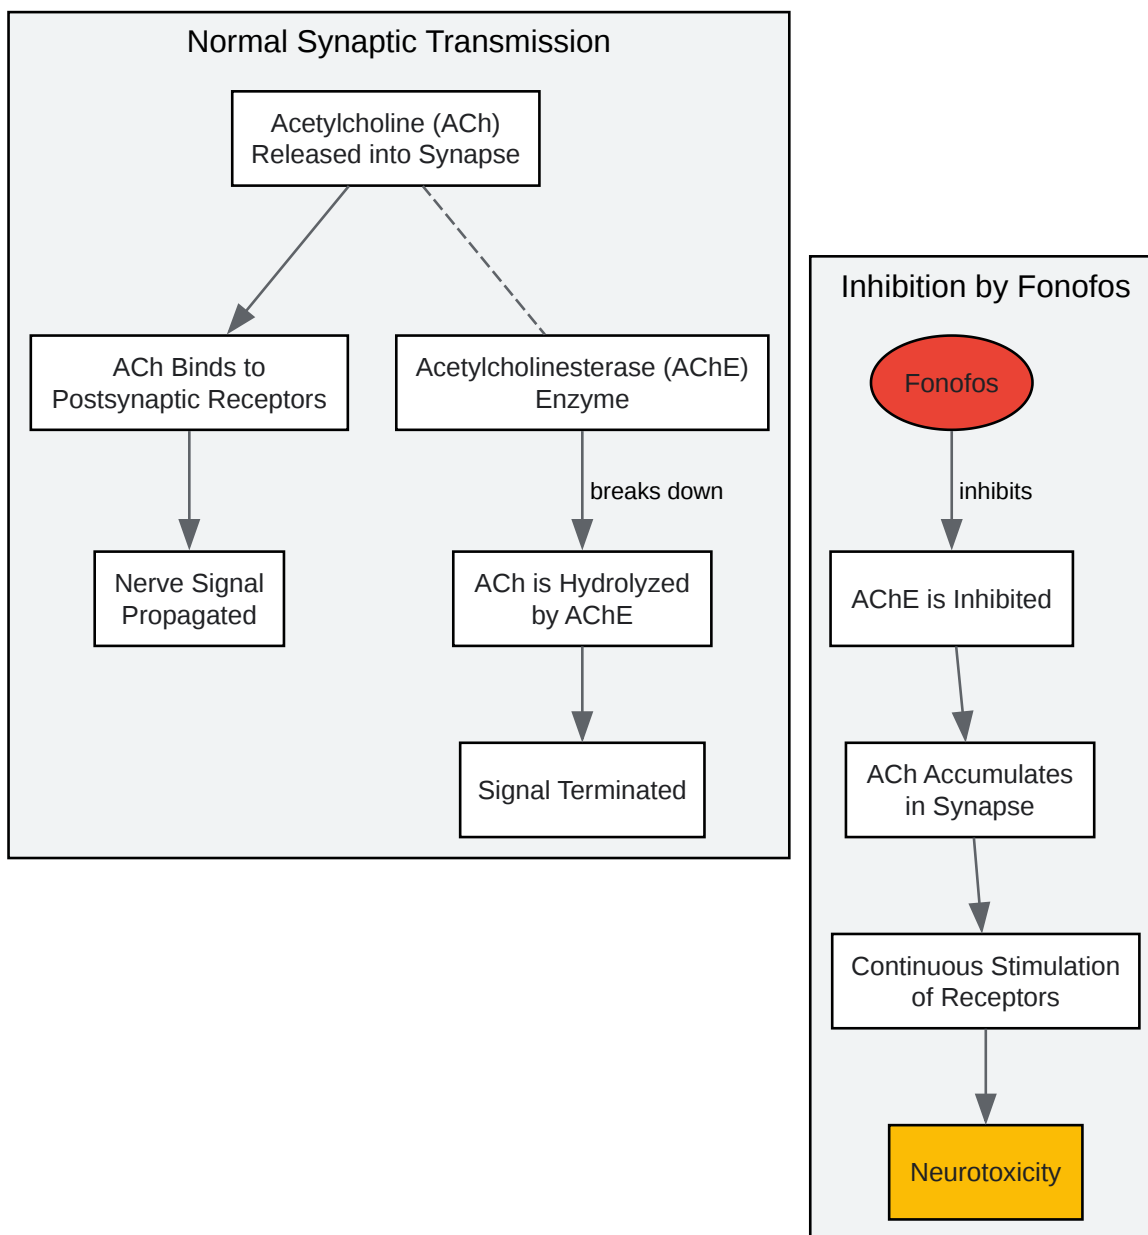 Normal Synaptic Transmission
Acetylcholine (ACh)
Released into Synapse
ACh Binds to
Postsynaptic Receptors
Acetylcholinesterase (AChE)
Enzyme
breaks down
Nerve Signal
Propagated
ACh is Hydrolyzed
by AChE
Signal Terminated
Inhibition by Fonofos
Fonofos
inhibits
AChE is Inhibited
ACh Accumulates
in Synapse
Continuous Stimulation
of Receptors
Neurotoxicity